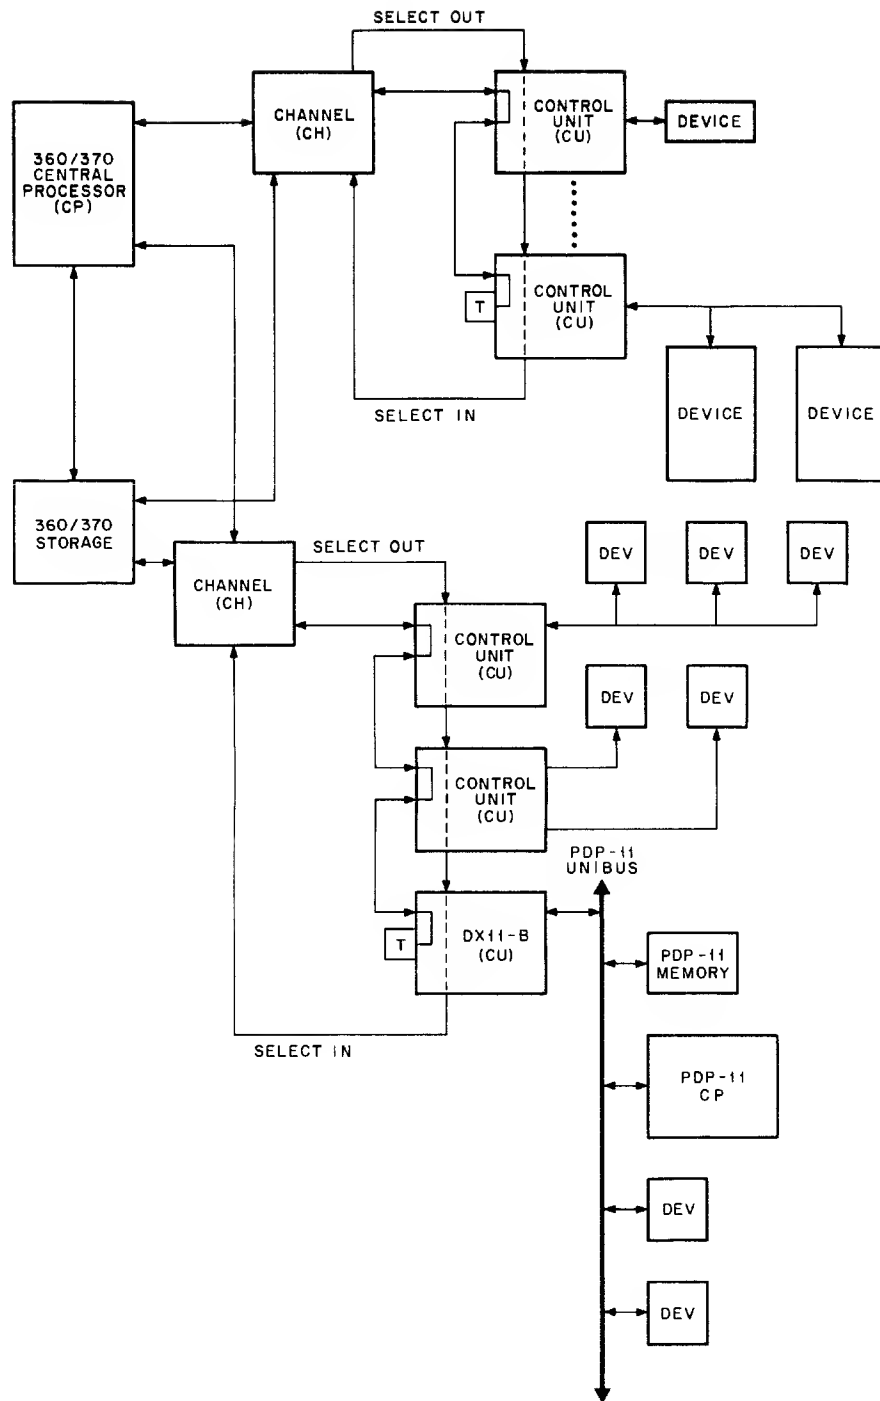 SELECT OUT
CHANNEL
(CH)
CONTROL
UNIT
(CU)
DEVICE
360/370
CENTRAL
PROCESSOR
(CP)
T
CONTROL
UNIT
(CU)
DEVICE
DEVICE
SELECT IN
360/370
STORAGE
SELECT OUT
CHANNEL
(CH)
DEV
DEV
DEV
CONTROL
UNIT
(CU)
DEV
DEV
CONTROL
UNIT
(CU)
PDP-11
UNIBUS
T
DX11-B
(CU)
PDP-11
MEMORY
SELECT IN
PDP-11
CP
DEV
DEV